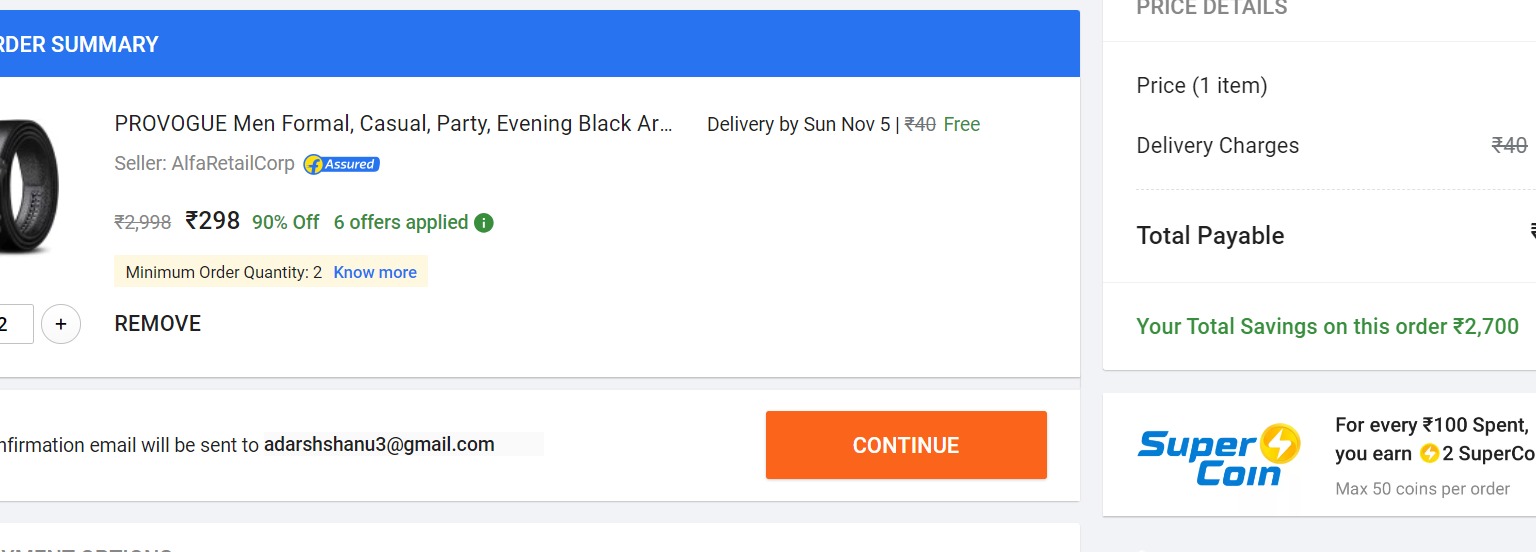 RDER SUMMARY
PROVOGUE Men Formal, Casual, Party, Evening Black Ar...
Delivery by Sun Nov 5 | ₹40 Free
Seller: AlfaRetailCorp
Assured
₹2,998 ₹298 90% Off 6 offers applied
Minimum Order Quantity: 2 Know more
2 + REMOVE
nfirmation email will be sent to adarshshanu3@gmail.com
CONTINUE
PRICE DETAILS
Price (1 item)
Delivery Charges ₹40
Total Payable ₹
Your Total Savings on this order ₹2,700
Super Coin
For every ₹100 Spent,
you earn 2 SuperCo
Max 50 coins per order
YMENT OPTIONS